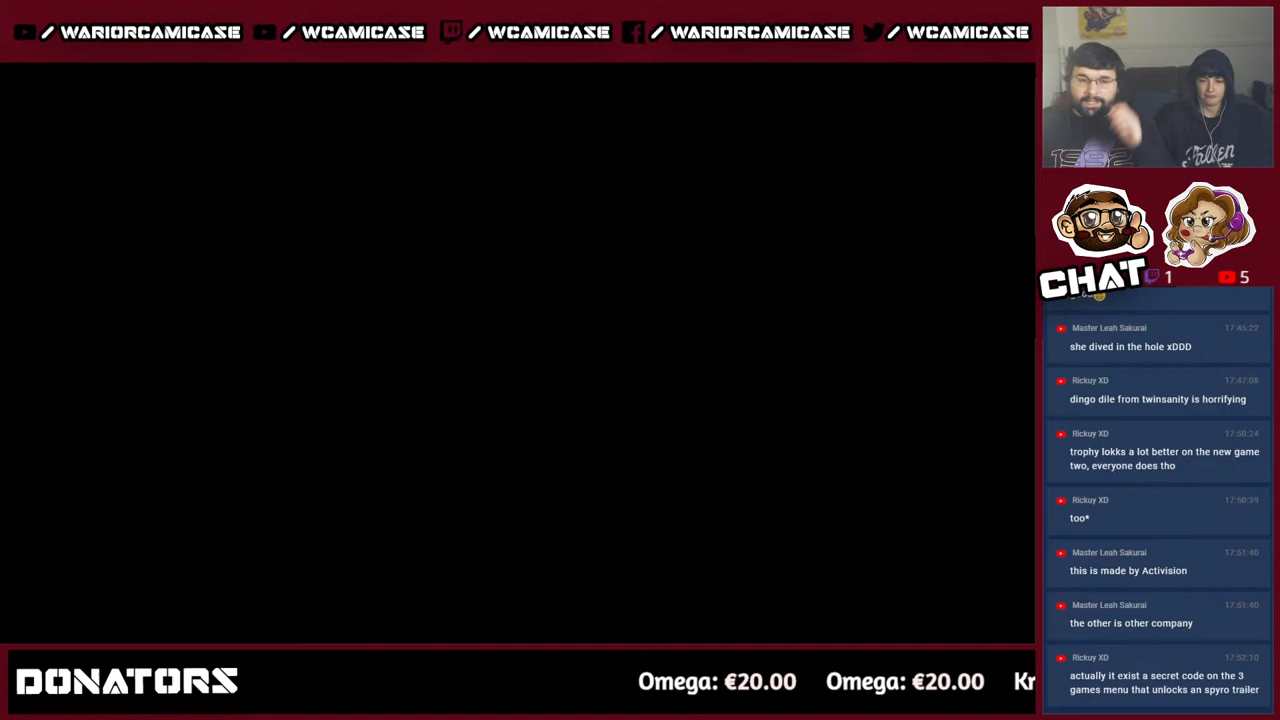 / WARIORCAMICASE / WCAMICASE / WCAMICASE / WARIORCAMICASE / WCAMICASE
1992
Fallen
CHAT 1 5
Master Leah Sakurai 17:45:22
she dived in the hole xDDD
Rickuy XD 17:47:08
dingo dile from twinsanity is horrifying
Rickuy XD 17:50:24
trophy lokks a lot better on the new game
two, everyone does tho
Rickuy XD 17:50:39
too*
Master Leah Sakurai 17:51:40
this is made by Activision
Master Leah Sakurai 17:51:40
the other is other company
Rickuy XD 17:52:10
actually it exist a secret code on the 3
games menu that unlocks an spyro trailer
DONATORS Omega: €20.00 Omega: €20.00 Kr